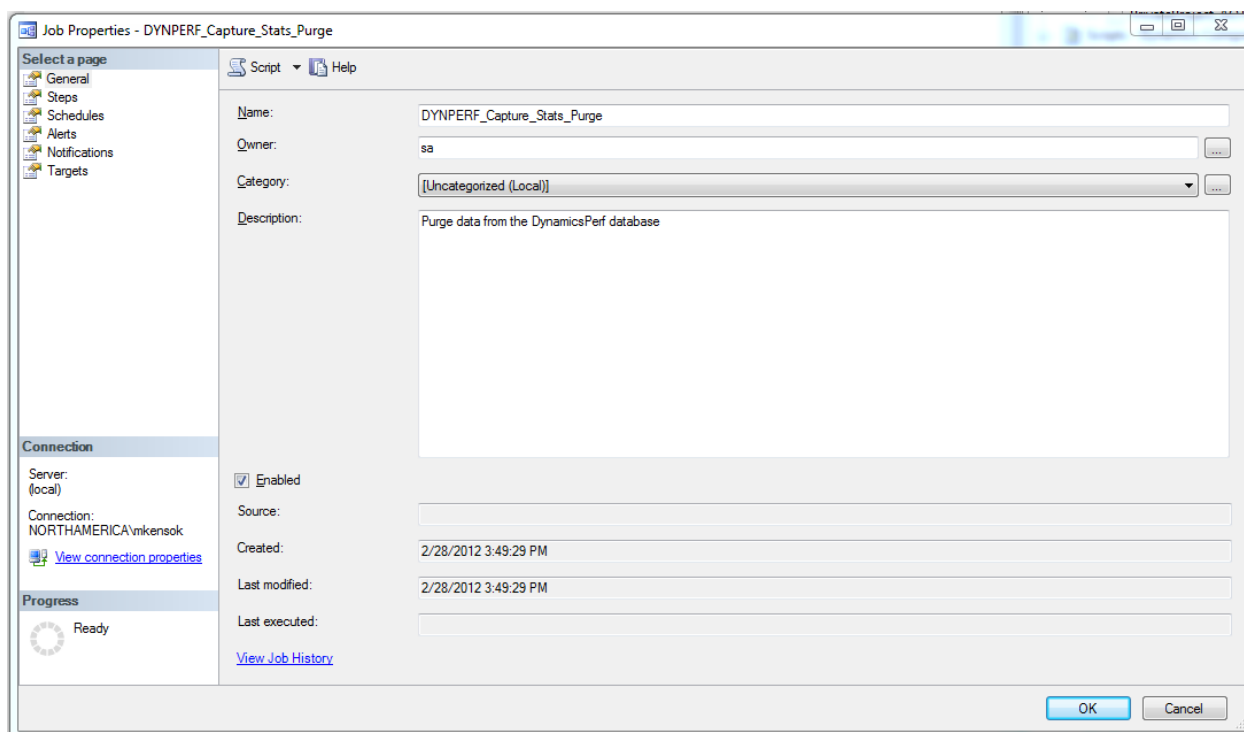 Job Properties - DYNPERF_Capture_Stats_Purge
Select a page
General
Steps
Schedules
Alerts
Notifications
Targets
Script
Help
Name:
DYNPERF_Capture_Stats_Purge
Owner:
sa
...
Category:
[Uncategorized (Local)]
...
Description:
Purge data from the DynamicsPerf database
Connection
Server:
(local)
Connection:
NORTHAMERICA\mkensok
View connection properties
Progress
Ready
Enabled
Source:
Created:
2/28/2012 3:49:29 PM
Last modified:
2/28/2012 3:49:29 PM
Last executed:
View Job History
OK
Cancel